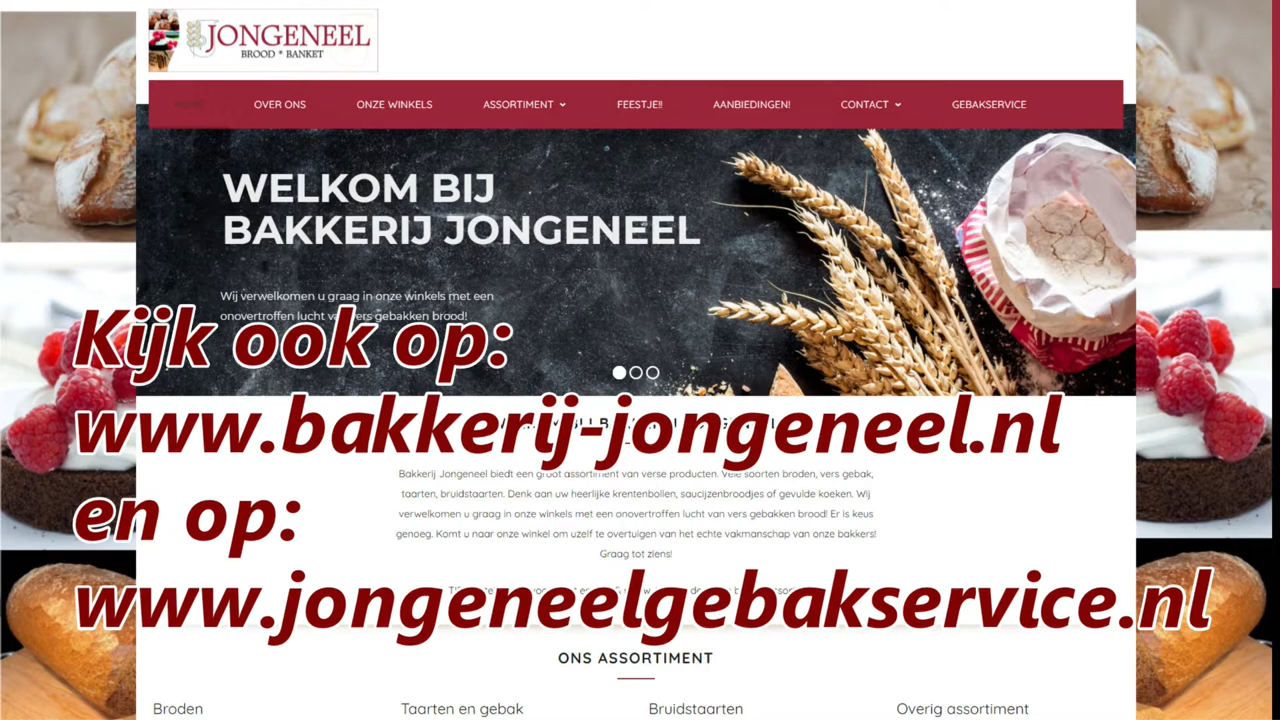 JONGENEEL
BROOD * BANKET
OVER ONS
ONZE WINKELS
ASSORTIMENT
FEESTJE!!
AANBIEDINGEN!
CONTACT
GEBAKSERVICE
WELKOM BIJ
BAKKERIJ JONGENEEL
Wij verwelkomen u graag in onze winkels met een
onovertroffen lucht van vers gebakken brood!
Kijk ook op:
www.bakkerij-jongeneel.nl
Bakkerij Jongeneel biedt een groot assortiment van verse producten. Vele soorten broden, vers gebak,
taarten, bruidstaarten. Denk aan uw heerlijke krentenbollen, saucijzenbroodjes of gevulde koeken. Wij
verwelkomen u graag in onze winkels met een onovertroffen lucht van vers gebakken brood! Er is keus
genoeg. Komt u naar onze winkel om uzelf te overtuigen van het echte vakmanschap van onze bakkers!
Graag tot ziens!
en op:
www.jongeneelgebakservice.nl
ONS ASSORTIMENT
Broden
Taarten en gebak
Bruidstaarten
Overig assortiment